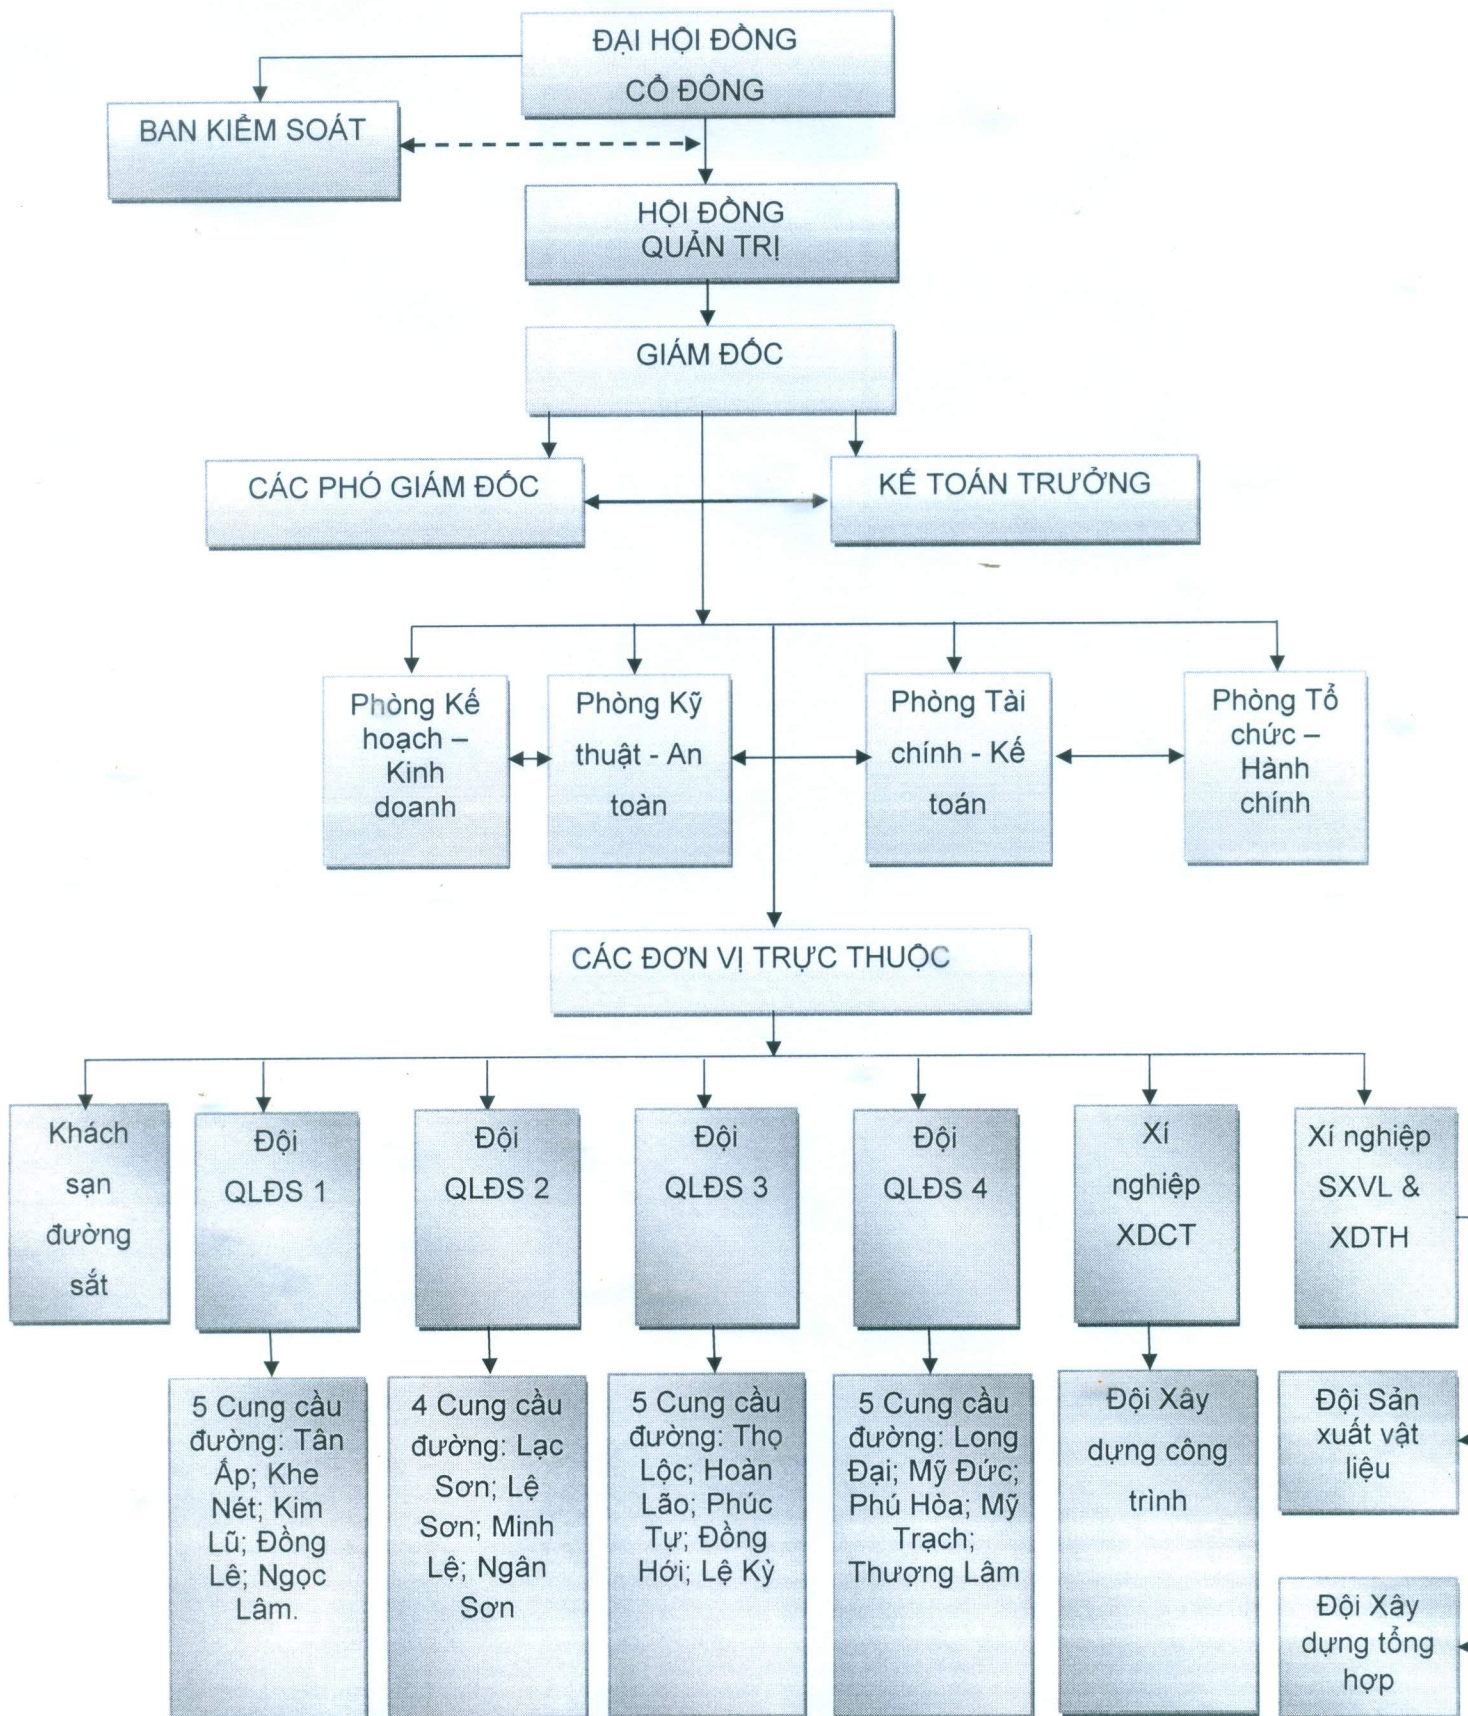 ĐẠI HỘI ĐỒNG
CỔ ĐÔNG
BAN KIỂM SOÁT
HỘI ĐỒNG
QUẢN TRỊ
GIÁM ĐỐC
CÁC PHÓ GIÁM ĐỐC
KẾ TOÁN TRƯỞNG
Phòng Kế
hoạch –
Kinh
doanh
Phòng Kỹ
thuật - An
toàn
Phòng Tài
chính - Kế
toán
Phòng Tổ
chức –
Hành
chính
CÁC ĐƠN VỊ TRỰC THUỘC
Khách
sạn
đường
sắt
Đội
QLĐS 1
Đội
QLĐS 2
Đội
QLĐS 3
Đội
QLĐS 4
Xí
nghiệp
XDCT
Xí nghiệp
SXVL &
XDTH
5 Cung cầu
đường: Tân
Ấp; Khe
Nét; Kim
Lũ; Đồng
Lê; Ngọc
Lâm.
4 Cung cầu
đường: Lạc
Sơn; Lệ
Sơn; Minh
Lệ; Ngân
Sơn
5 Cung cầu
đường: Thọ
Lộc; Hoàn
Lão; Phúc
Tự; Đồng
Hới; Lệ Kỳ
5 Cung cầu
đường: Long
Đại; Mỹ Đức;
Phú Hòa; Mỹ
Trạch;
Thượng Lâm
Đội Xây
dựng công
trình
Đội Sản
xuất vật
liệu
Đội Xây
dựng tổng
hợp